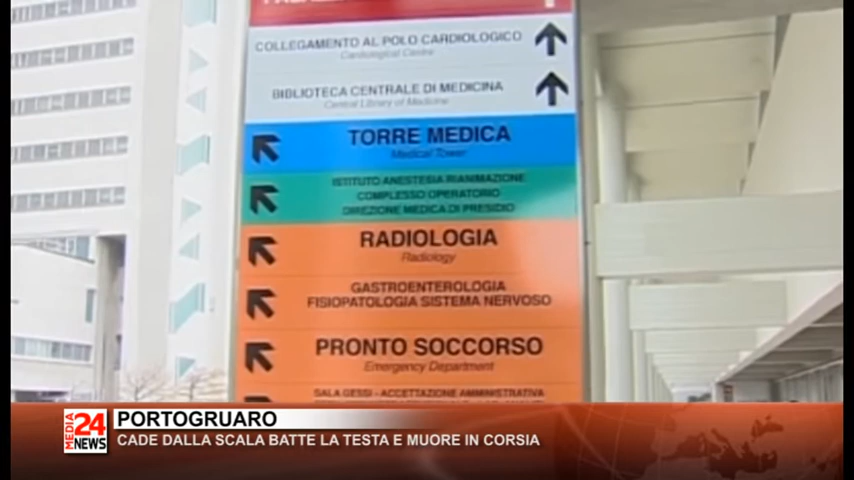 COLLEGAMENTO AL POLO CARDIOLOGICO
Cardiological Centre
BIBLIOTECA CENTRALE DI MEDICINA
Central Library of Medicine
TORRE MEDICA
Medical Tower
ISTITUTO ANESTESIA RIANIMAZIONE
COMPLESSO OPERATORIO
DIREZIONE MEDICA DI PRESIDIO
RADIOLOGIA
Radiology
GASTROENTEROLOGIA
FISIOPATOLOGIA SISTEMA NERVOSO
PRONTO SOCCORSO
Emergency Department
SALA GESSI - ACCETTAZIONE AMMINISTRATIVA
MEDIA 24 NEWS
PORTOGRUARO
CADE DALLA SCALA BATTE LA TESTA E MUORE IN CORSIA